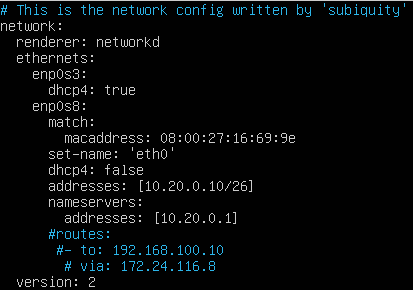 # This is the network config written by 'subiquity'
network:
  renderer: networkd
  ethernets:
    enp0s3:
      dhcp4: true
    enp0s8:
      match:
        macaddress: 08:00:27:16:69:9e
      set-name: 'eth0'
      dhcp4: false
      addresses: [10.20.0.10/26]
      nameservers:
        addresses: [10.20.0.1]
      #routes:
       #- to: 192.168.100.10
        # via: 172.24.116.8
  version: 2